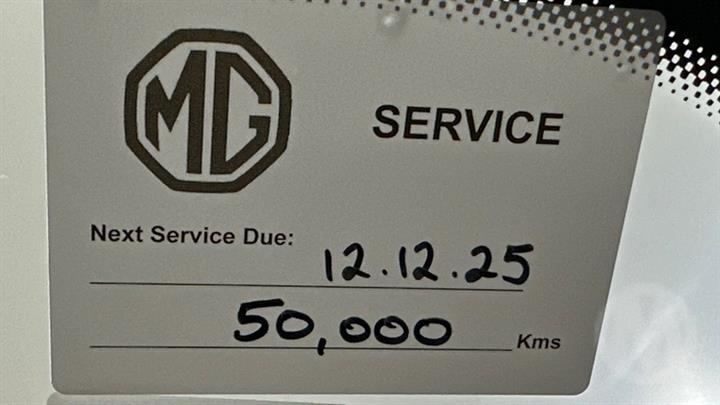 MG
SERVICE
Next Service Due: 12.12.25
50,000 Kms